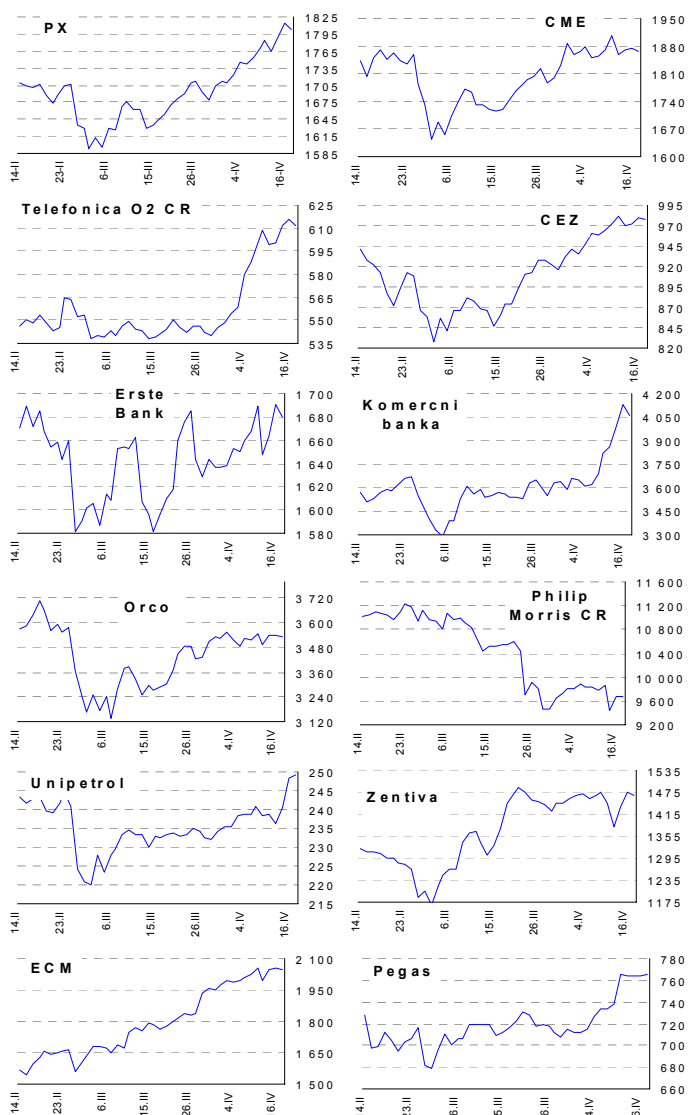 PX
1825
1795
1765
1735
1705
1675
1645
1615
1585
14-II
23-II
6-III
15-III
26-III
4-IV
16-IV
CME
1950
1880
1810
1740
1670
1600
14.II
23.II
6.III
15.III
26.III
4.IV
16.IV
Telefonica O2 CR
625
610
595
580
565
550
535
14.II
23.II
6.III
15.III
26.III
4.IV
16.IV
CEZ
995
970
945
920
895
870
845
820
14.II
23.II
6.III
15.III
26.III
4.IV
16.IV
Erste
Bank
1 700
1 660
1 640
1 600
1 580
14.II
23.II
6.III
15.III
26.III
4.IV
16.IV
Komercni
banka
4 200
4 050
3 750
3 600
3 300
14.II
23.II
6.III
15.III
26.III
4.IV
16.IV
Orco
3 720
3 600
3 480
3 360
3 240
3 120
14.II
23.II
6.III
15.III
26.III
4.IV
16.IV
Philip
Morris CR
11 600
11 200
10 800
10 400
10 000
9 600
9 200
14.II
23.II
6.III
15.III
26.III
4.IV
16.IV
Unipetrol
250
245
240
235
230
225
220
215
14.II
23.II
6.III
15.III
26.III
4.IV
16.IV
Zentiva
1535
1475
1415
1355
1295
1235
1175
14.II
23.II
6.III
15.III
26.III
4.IV
16.IV
ECM
2 100
1 950
1 800
1 650
1 500
14.II
23.II
6.III
15.III
26.III
4.IV
6.IV
Pegas
780
760
740
720
700
680
660
4.II
3.II
6.III
5.III
6.III
4.IV
6.IV